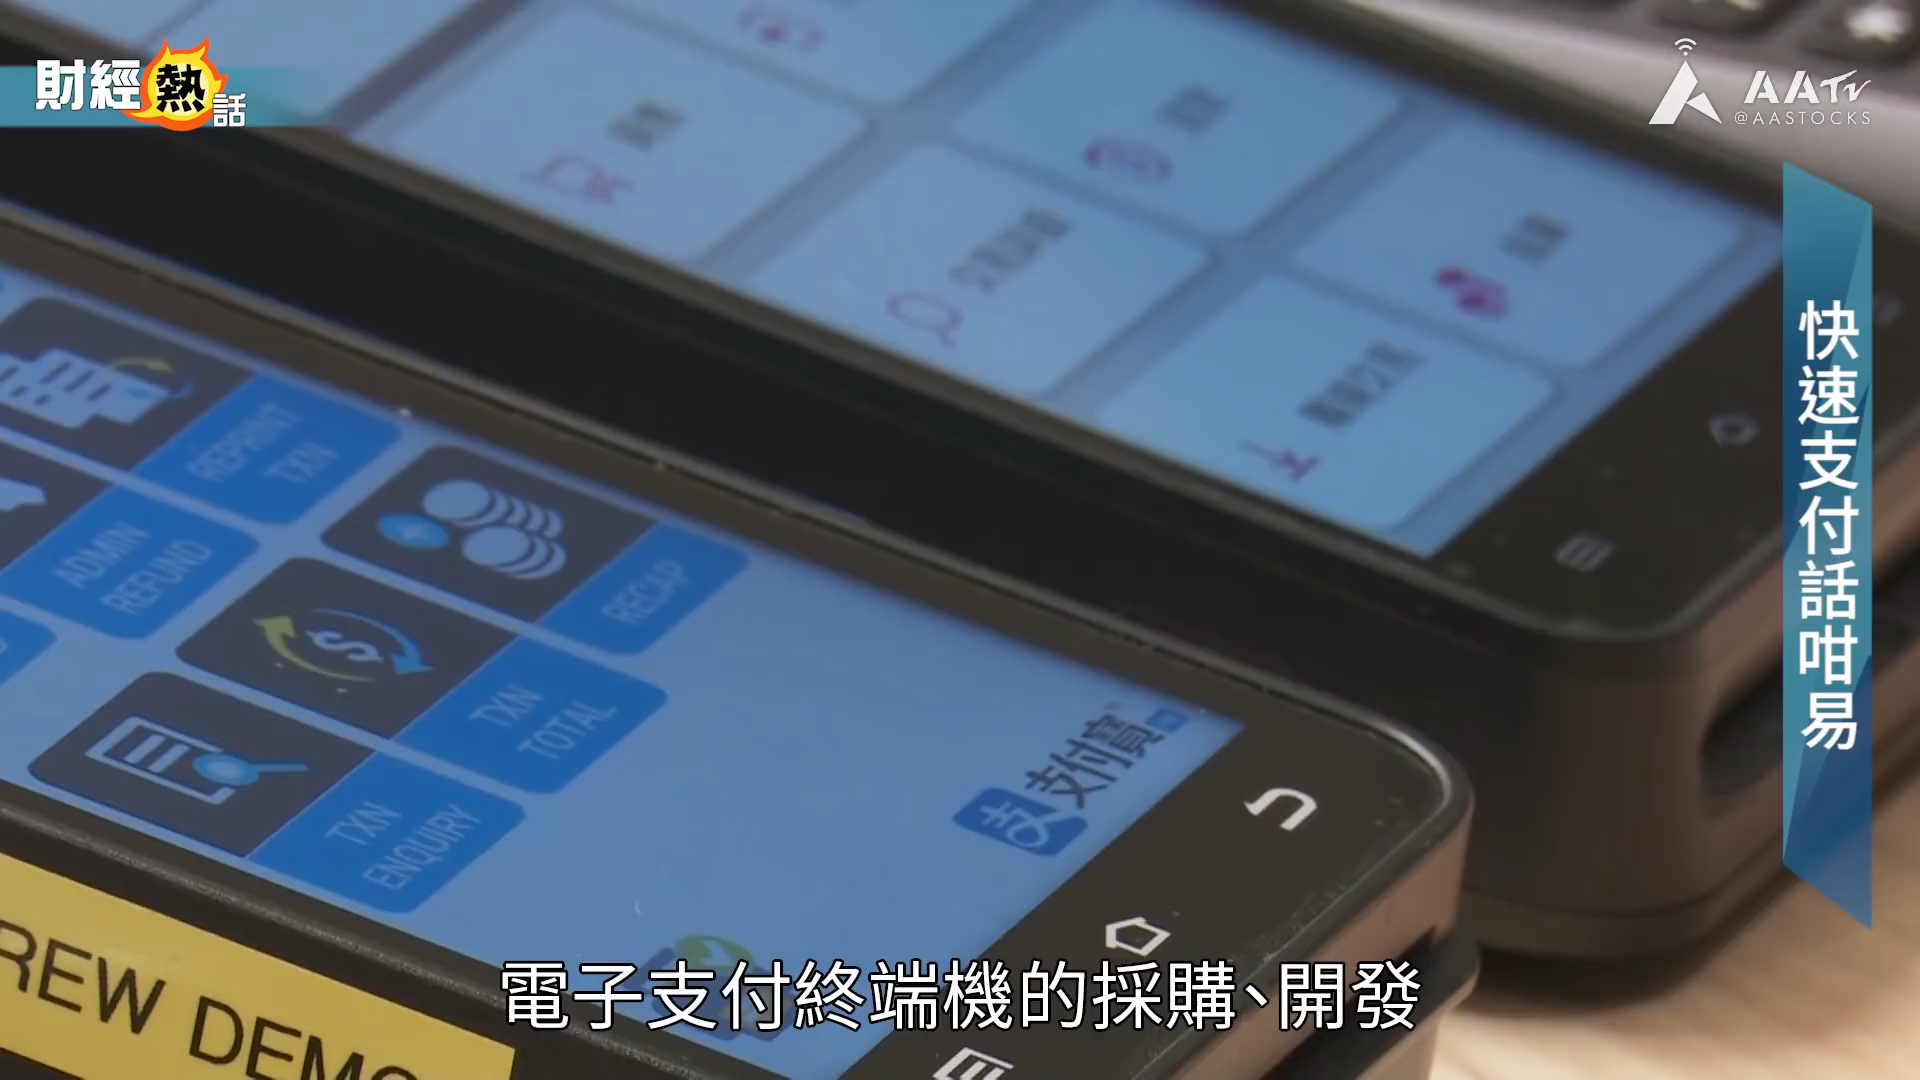 財經熱話
AATV
@AASTOCKS
快速支付話咁易
REPRINT
TXN
ADMIN
REFUND
RECAP
TXN
TOTAL
TXN
ENQUIRY
支付寶
REW DEMO
電子支付終端機的採購、開發